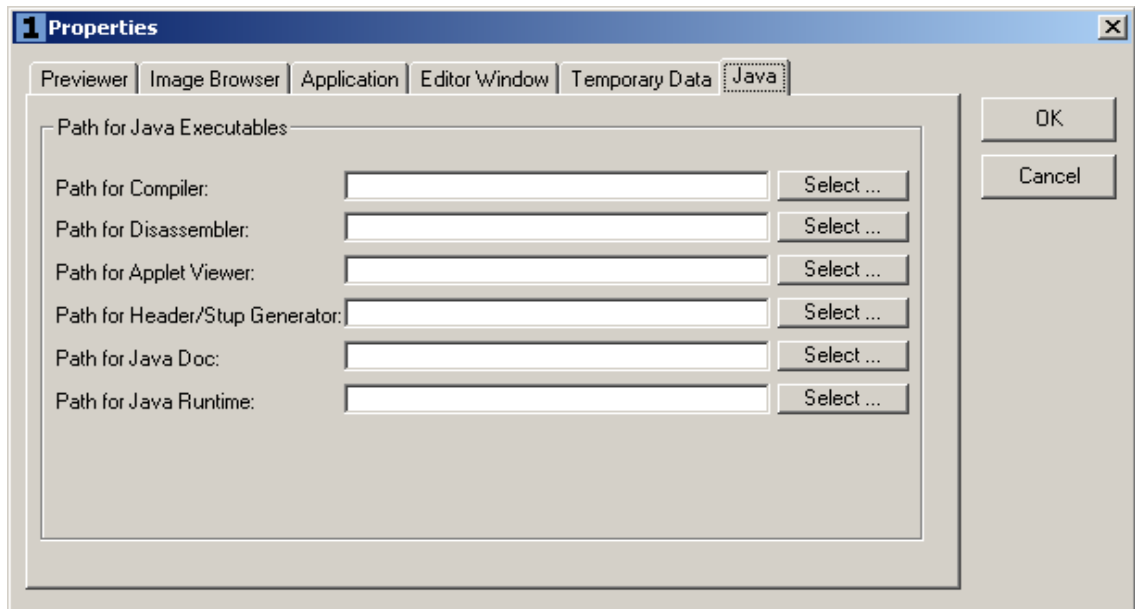 1 Properties
Previewer Image Browser Application Editor Window Temporary Data Java
Path for Java Executables
OK
Path for Compiler: Select ...
Cancel
Path for Disassembler: Select ...
Path for Applet Viewer: Select ...
Path for Header/Stup Generator: Select ...
Path for Java Doc: Select ...
Path for Java Runtime: Select ...